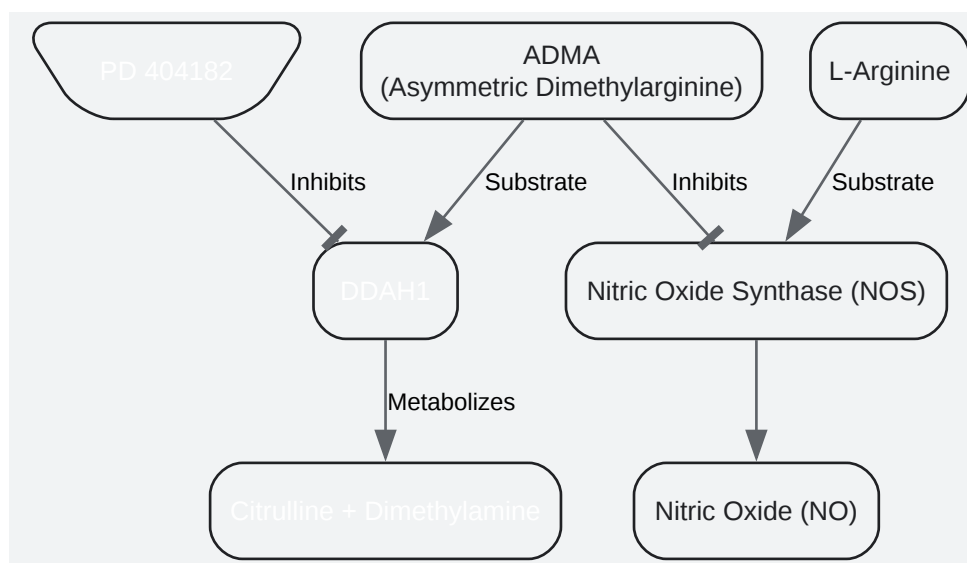 PD 404182
ADMA
(Asymmetric Dimethylarginine)
L-Arginine
Inhibits
Substrate
Inhibits
Substrate
DDAH1
Nitric Oxide Synthase (NOS)
Metabolizes
Citrulline + Dimethylamine
Nitric Oxide (NO)